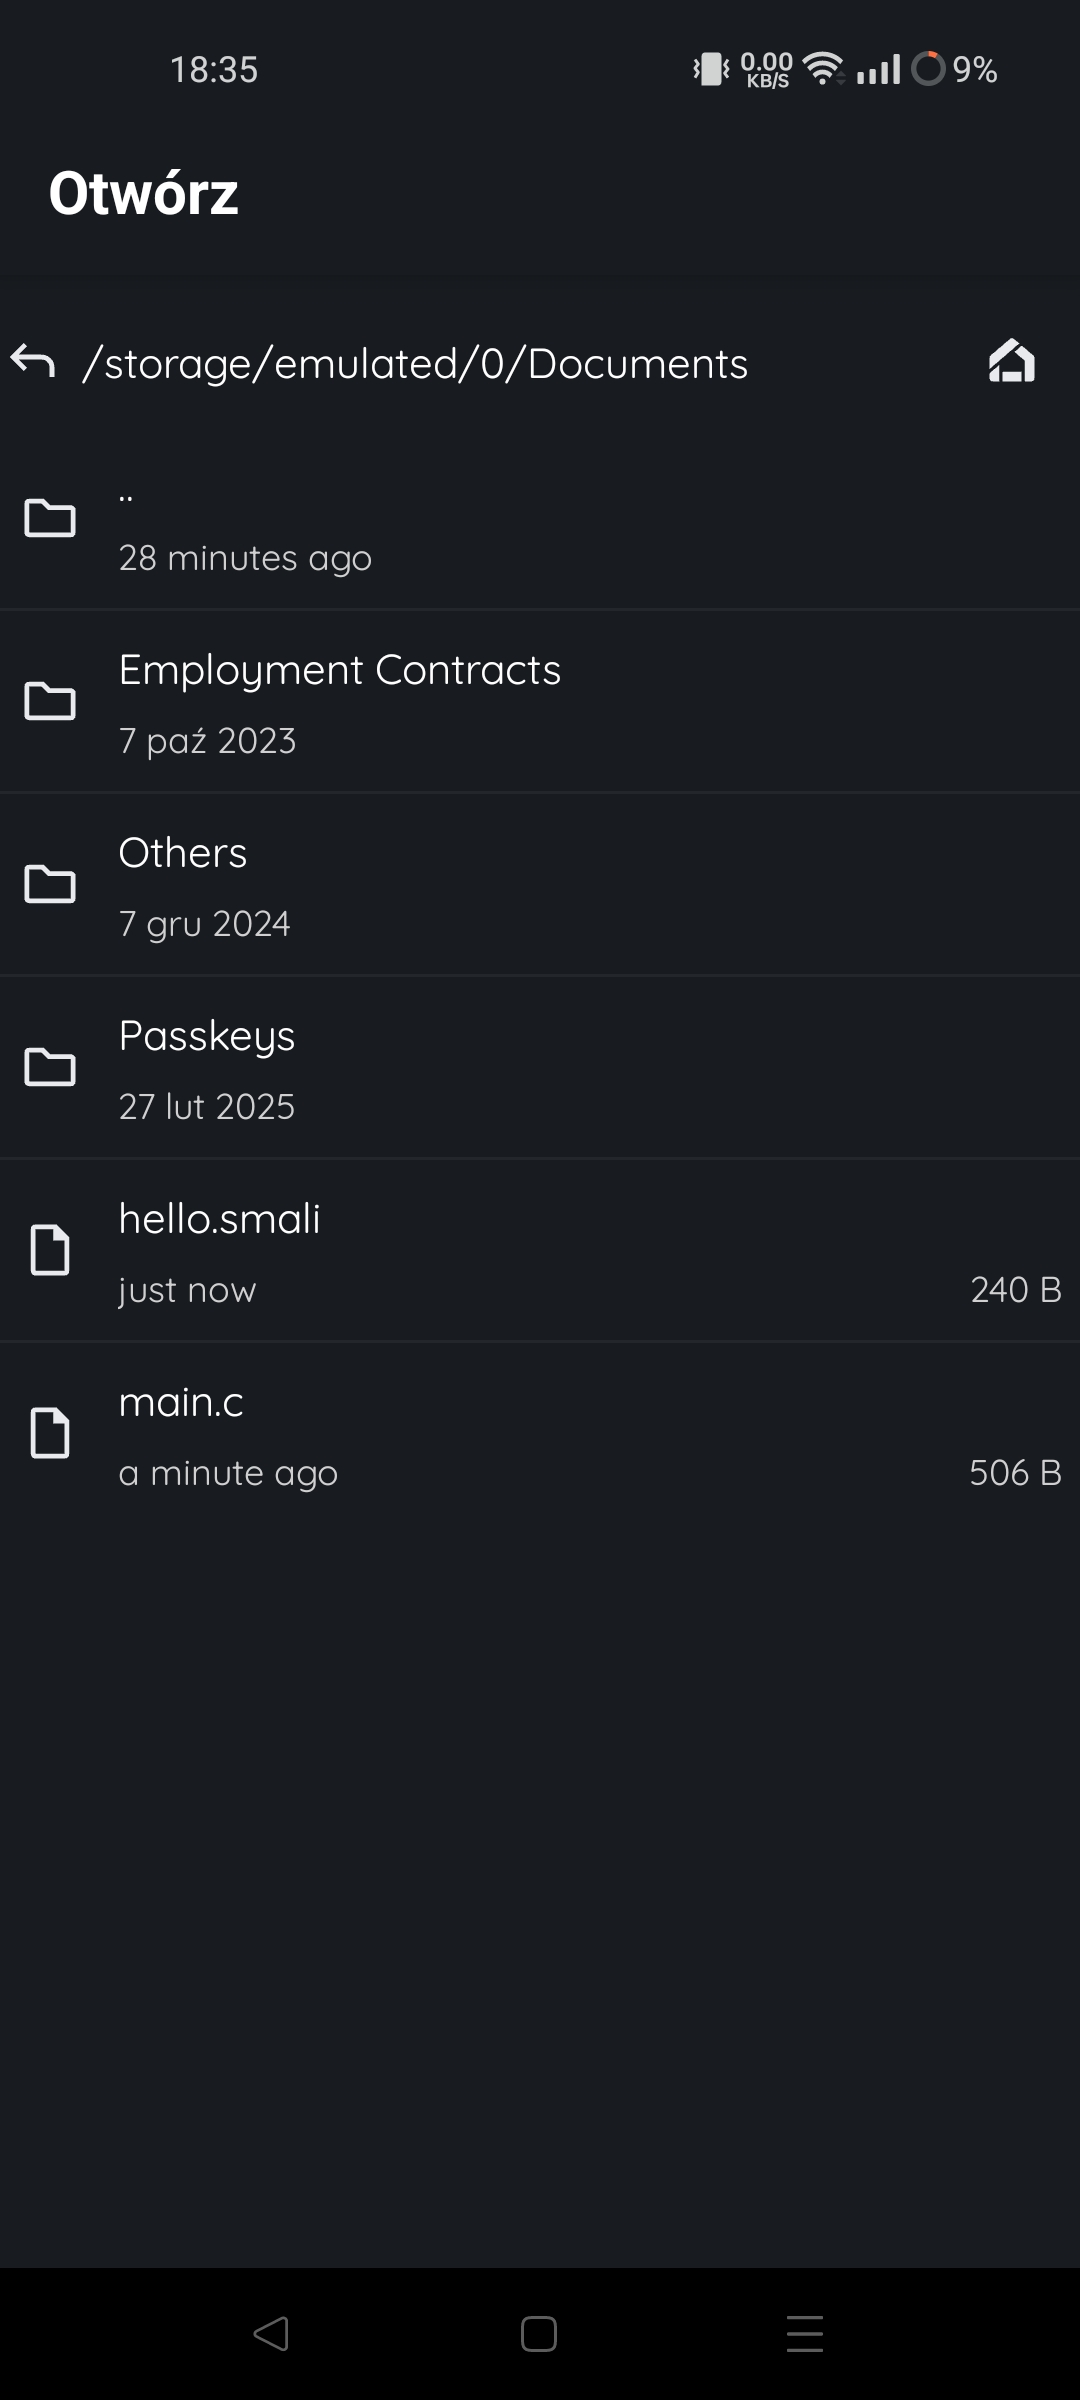 18:35
0.00
KB/S
9%
Otwórz
/storage/emulated/0/Documents
..
28 minutes ago
Employment Contracts
7 paź 2023
Others
7 gru 2024
Passkeys
27 lut 2025
hello.smali
just now
240 B
main.c
a minute ago
506 B